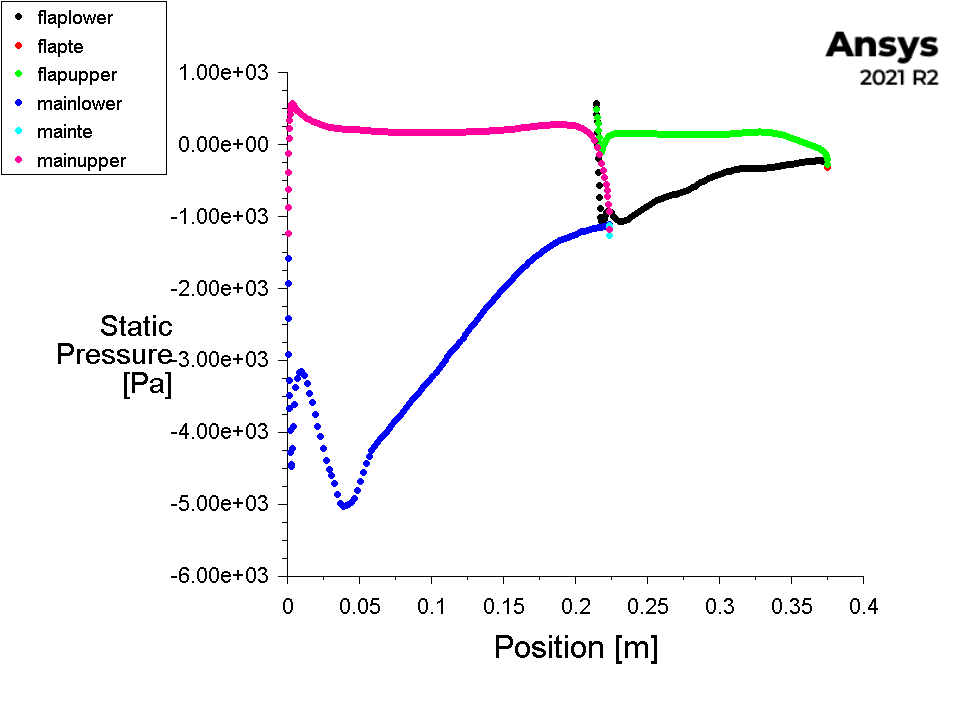 flaplower
flapte
flapupper
mainlower
mainte
mainupper
Ansys
2021 R2
1.00e+03
0.00e+00
-1.00e+03
-2.00e+03
-3.00e+03
-4.00e+03
-5.00e+03
-6.00e+03
Static
Pressure
[Pa]
0 0.05 0.1 0.15 0.2 0.25 0.3 0.35 0.4
Position [m]